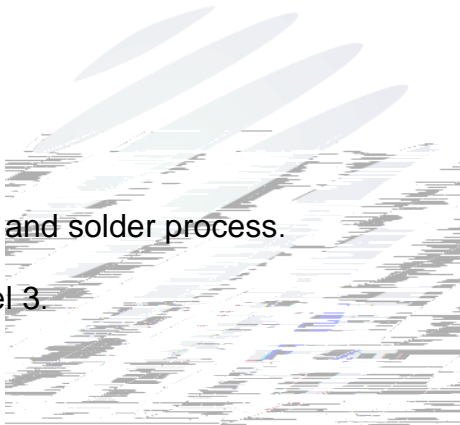 and solder process.
el 3.